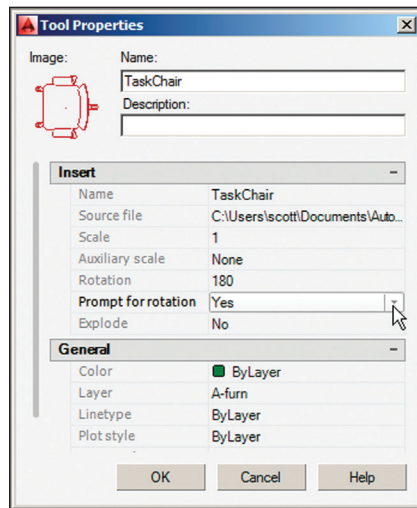 Tool Properties
Image:
Name:
TaskChair
Description:
Insert
Name TaskChair
Source file C:\Users\scott\Documents\Auto...
Scale 1
Auxiliary scale None
Rotation 180
Prompt for rotation Yes
Explode No
General
Color ByLayer
Layer A-furn
Linetype ByLayer
Plot style ByLayer
OK Cancel Help